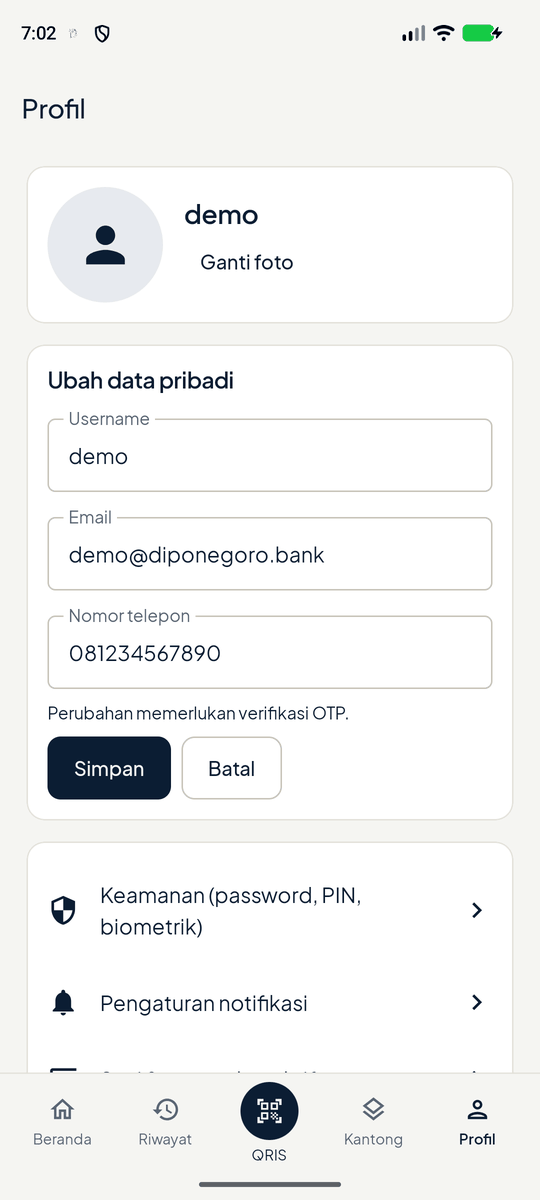 7:02
Profil
demo
Ganti foto
Ubah data pribadi
Username
demo
Email
demo@diponegoro.bank
Nomor telepon
081234567890
Perubahan memerlukan verifikasi OTP.
Simpan
Batal
Keamanan (password, PIN,
biometrik)
Pengaturan notifikasi
Beranda
Riwayat
QRIS
Kantong
Profil